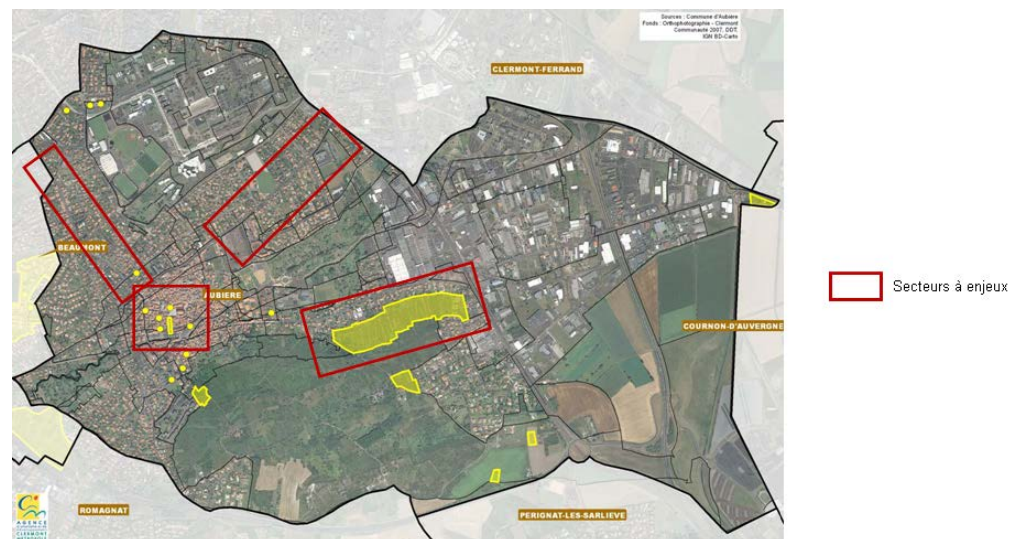 Sources : Commune d'Aubière
Fonds : Orthophotographie - Clermont
Communauté 2007, DDT,
IGN BD-Carto
CLERMONT-FERRAND
BEAUMONT
AUBIERE
COURNON-D'AUVERGNE
Secteurs à enjeux
ROMAGNAT
PERIGNAT-LES-SARLIEVE
AGENCE
CLERMONT
METROPOLE